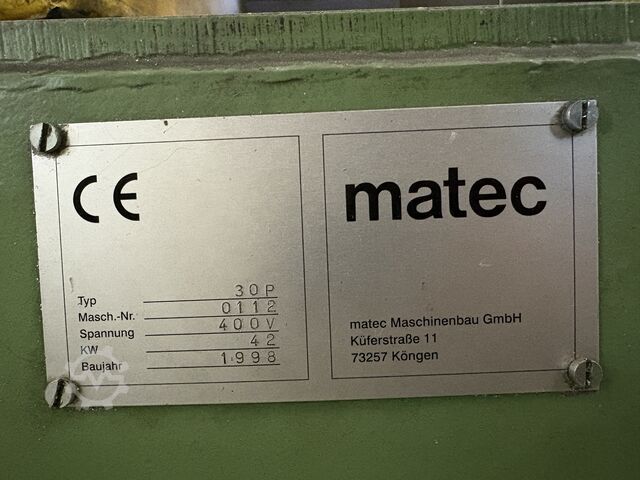 CE
Typ 30P
Masch.-Nr. 0112
Spannung 400V
KW 42
Baujahr 1998
matec
matec Maschinenbau GmbH
Küferstraße 11
73257 Köngen